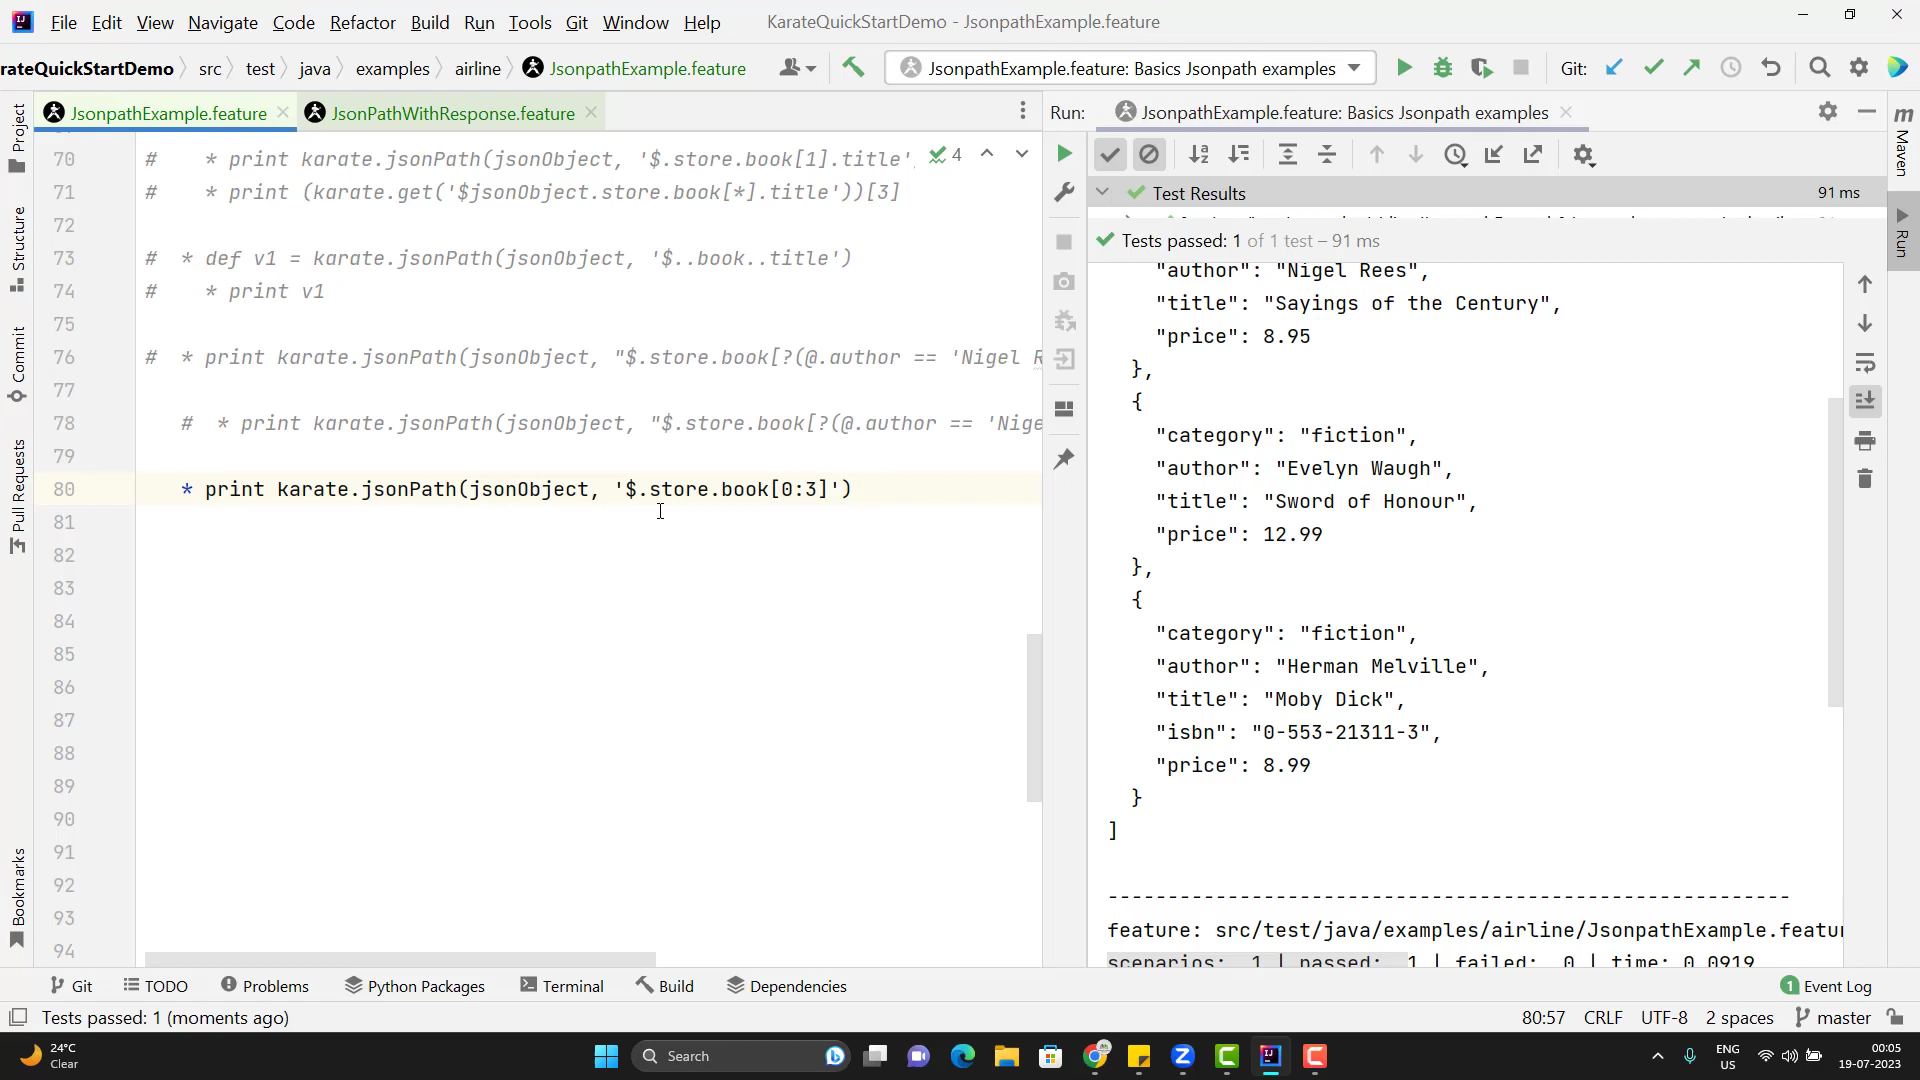 File Edit View Navigate Code Refactor Build Run Tools Git Window Help KarateQuickStartDemo - JsonpathExample.feature
rateQuickStartDemo src test java examples airline JsonpathExample.feature JsonpathExample.feature: Basics Jsonpath examples Git:
JsonpathExample.feature JsonPathWithResponse.feature Run: JsonpathExample.feature: Basics Jsonpath examples
Project
Structure
Commit
Pull Requests
Bookmarks
70 # * print karate.jsonPath(jsonObject, '$.store.book[1].title' 4
71 # * print (karate.get('$jsonObject.store.book[*].title'))[3]
72
73 # * def v1 = karate.jsonPath(jsonObject, '$..book..title')
74 # * print v1
75
76 # * print karate.jsonPath(jsonObject, "$.store.book[?(@.author == 'Nigel R
77
78 # * print karate.jsonPath(jsonObject, "$.store.book[?(@.author == 'Nige
79
80 * print karate.jsonPath(jsonObject, '$.store.book[0:3]')
81
82
83
84
85
86
87
88
89
90
91
92
93
94
Test Results 91 ms
Tests passed: 1 of 1 test – 91 ms
"author": "Nigel Rees",
"title": "Sayings of the Century",
"price": 8.95
},
{
"category": "fiction",
"author": "Evelyn Waugh",
"title": "Sword of Honour",
"price": 12.99
},
{
"category": "fiction",
"author": "Herman Melville",
"title": "Moby Dick",
"isbn": "0-553-21311-3",
"price": 8.99
}
]
---------------------------------------------------------
feature: src/test/java/examples/airline/JsonpathExample.featur
scenarios: 1 | passed: 1 | failed: 0 | time: 0.0919
m Maven
Run
Git TODO Problems Python Packages Terminal Build Dependencies 1 Event Log
Tests passed: 1 (moments ago) 80:57 CRLF UTF-8 2 spaces master
24°C
Clear
Search
ENG
US
00:05
19-07-2023